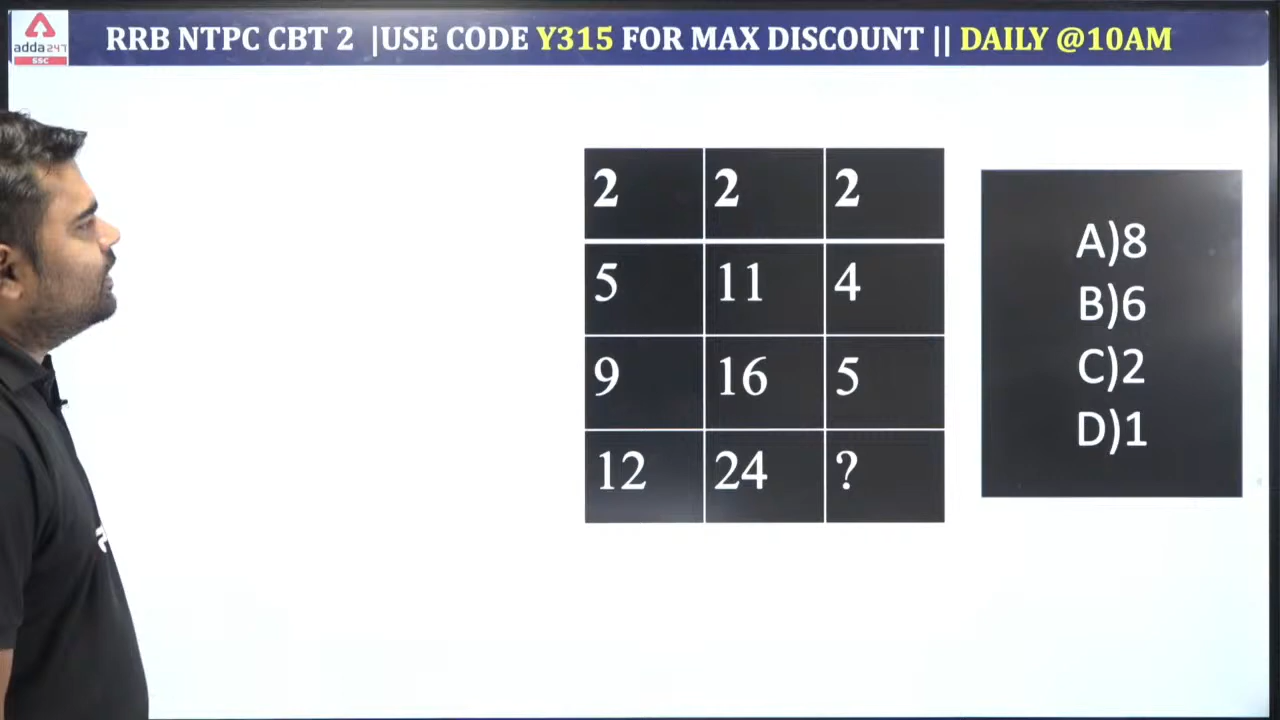 adda247
SSC
RRB NTPC CBT 2 |USE CODE Y315 FOR MAX DISCOUNT || DAILY @10AM
2 2 2
5 11 4
9 16 5
12 24 ?
A)8
B)6
C)2
D)1